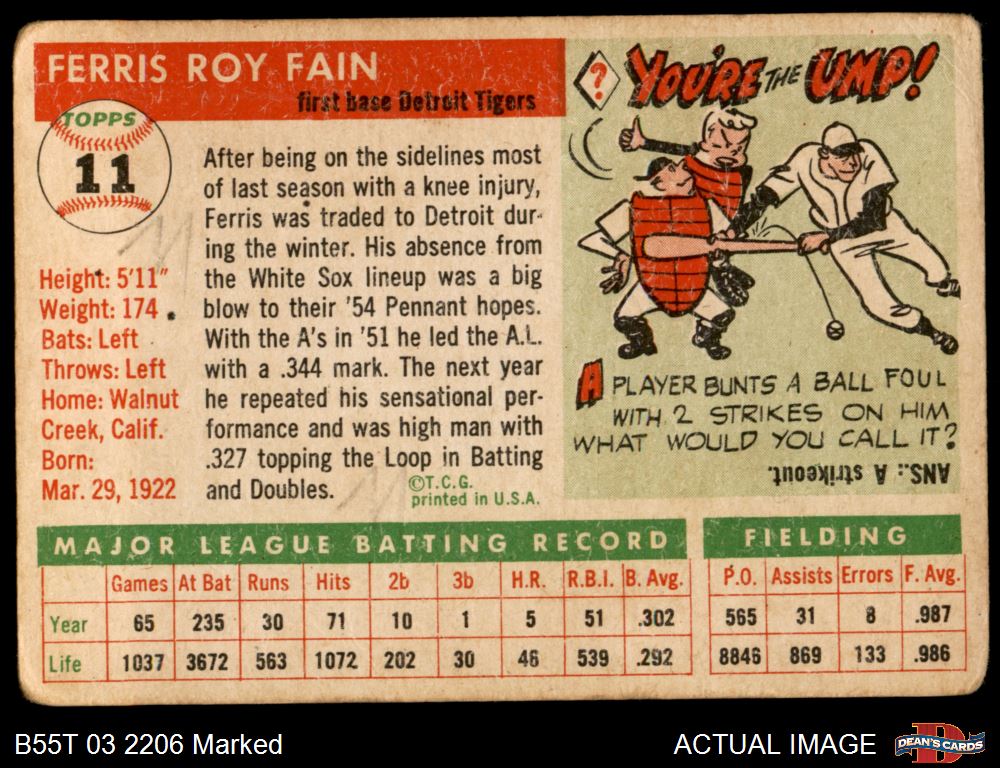 FERRIS ROY FAIN
first base Detroit Tigers
TOPPS
11
After being on the sidelines most
of last season with a knee injury,
Ferris was traded to Detroit dur-
ing the winter. His absence from
the White Sox lineup was a big
blow to their '54 Pennant hopes.
With the A's in '51 he led the A.L.
with a .344 mark. The next year
he repeated his sensational per-
formance and was high man with
.327 topping the Loop in Batting
and Doubles.
©T.C.G.
printed in U.S.A.
Height: 5'11"
Weight: 174
Bats: Left
Throws: Left
Home: Walnut
Creek, Calif.
Born:
Mar. 29, 1922
?
YOU'RE THE UMP!
A PLAYER BUNTS A BALL FOUL
WITH 2 STRIKES ON HIM
WHAT WOULD YOU CALL IT?
ANS.: A strikeout.
MAJOR LEAGUE BATTING RECORD
Games At Bat Runs Hits 2b 3b H.R. R.B.I. B. Avg.
Year 65 235 30 71 10 1 5 51 .302
Life 1037 3672 563 1072 202 30 46 539 .292
FIELDING
P.O. Assists Errors F. Avg.
565 31 8 .987
8846 869 133 .986
B55T 03 2206 Marked
ACTUAL IMAGE
D
DEAN'S CARDS